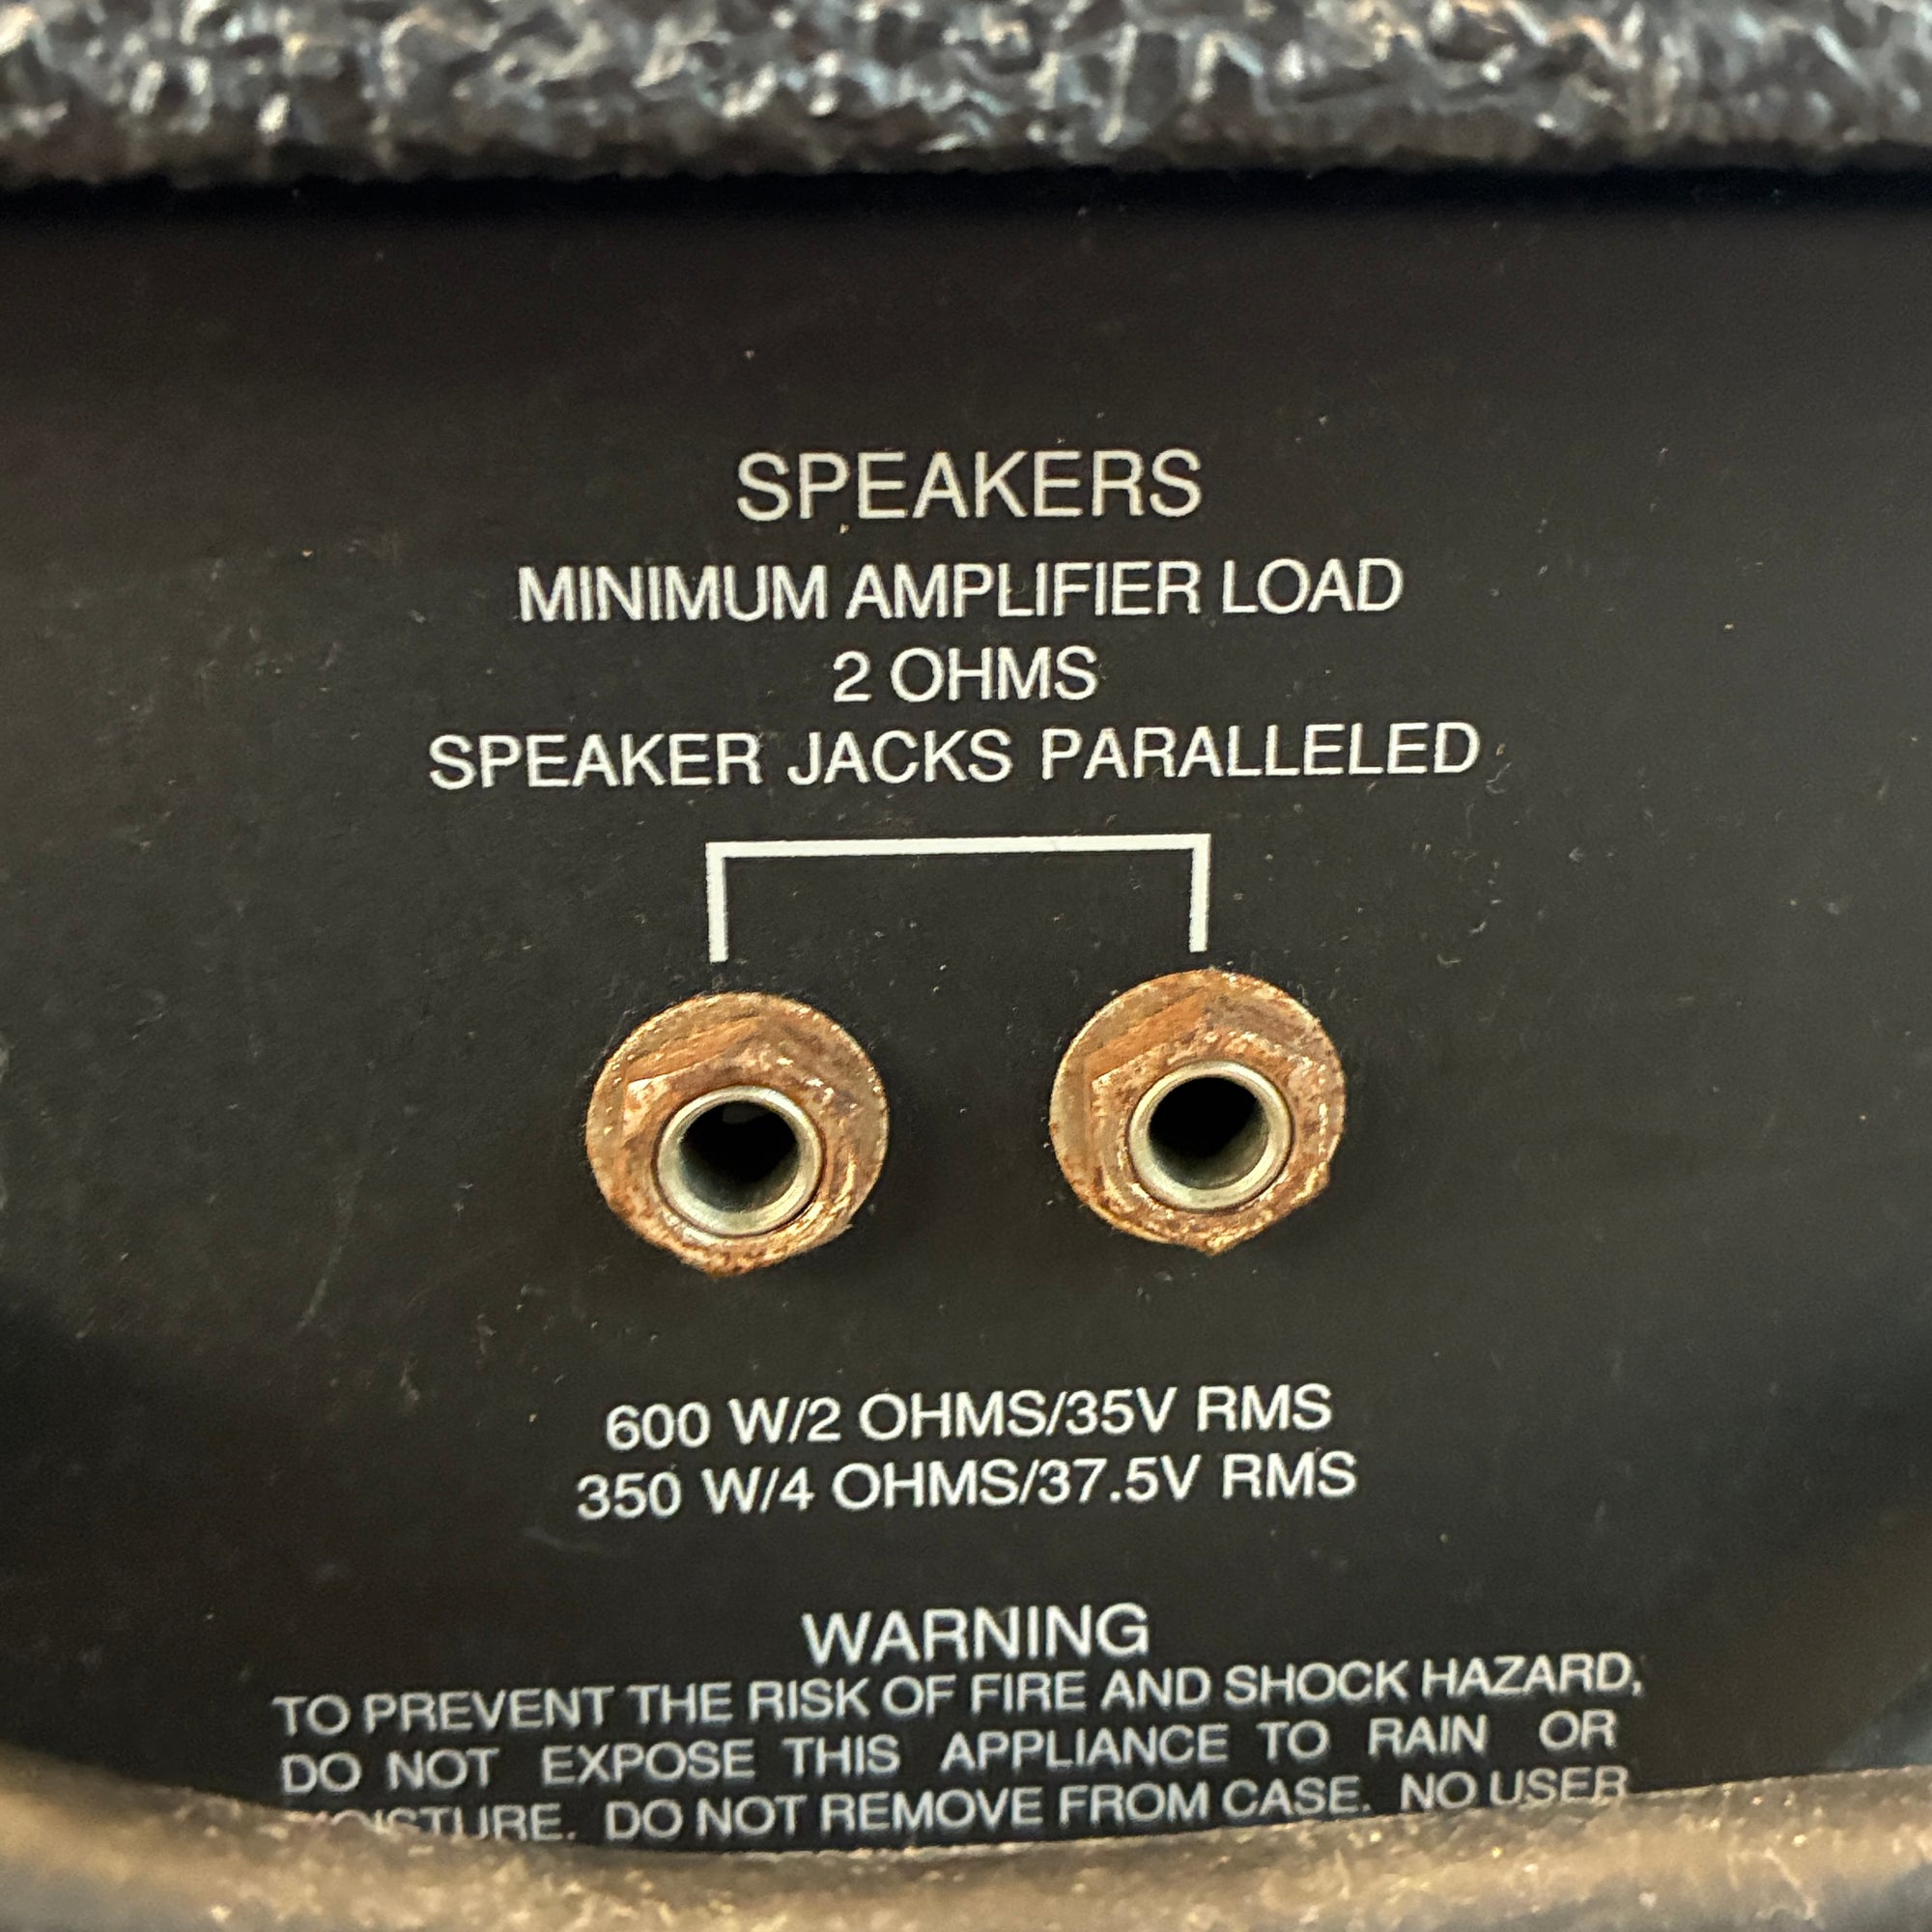 SPEAKERS
MINIMUM AMPLIFIER LOAD
2 OHMS
SPEAKER JACKS PARALLELED
600 W/2 OHMS/35V RMS
350 W/4 OHMS/37.5V RMS
WARNING
TO PREVENT THE RISK OF FIRE AND SHOCK HAZARD,
DO NOT EXPOSE THIS APPLIANCE TO RAIN OR
MOISTURE. DO NOT REMOVE FROM CASE. NO USER